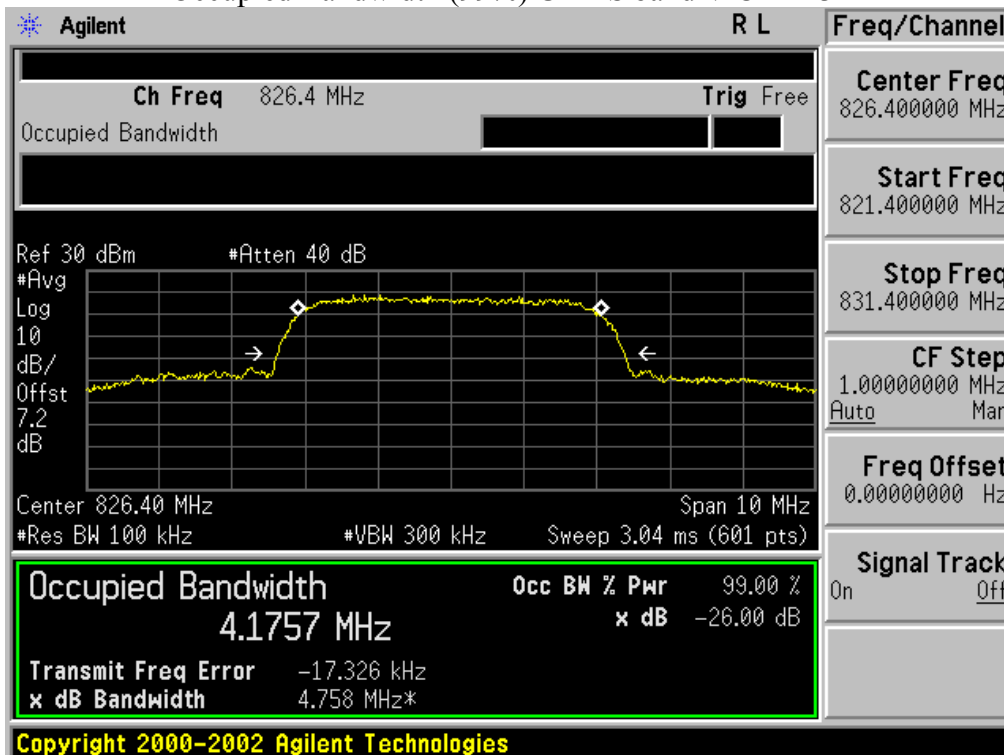 Agilent R L Freq/Channel
Ch Freq 826.4 MHz Trig Free
Occupied Bandwidth
Center Freq
826.400000 MHz
Start Freq
821.400000 MHz
Stop Freq
831.400000 MHz
CF Step
1.00000000 MHz
Auto Man
Freq Offset
0.00000000 Hz
Signal Track
On Off
Ref 30 dBm #Atten 40 dB
#Avg
Log
10
dB/
Offst
7.2
dB
Center 826.40 MHz Span 10 MHz
#Res BW 100 kHz #VBW 300 kHz Sweep 3.04 ms (601 pts)
Occupied Bandwidth Occ BW % Pwr 99.00 %
4.1757 MHz x dB -26.00 dB
Transmit Freq Error -17.326 kHz
x dB Bandwidth 4.758 MHz*
Copyright 2000-2002 Agilent Technologies